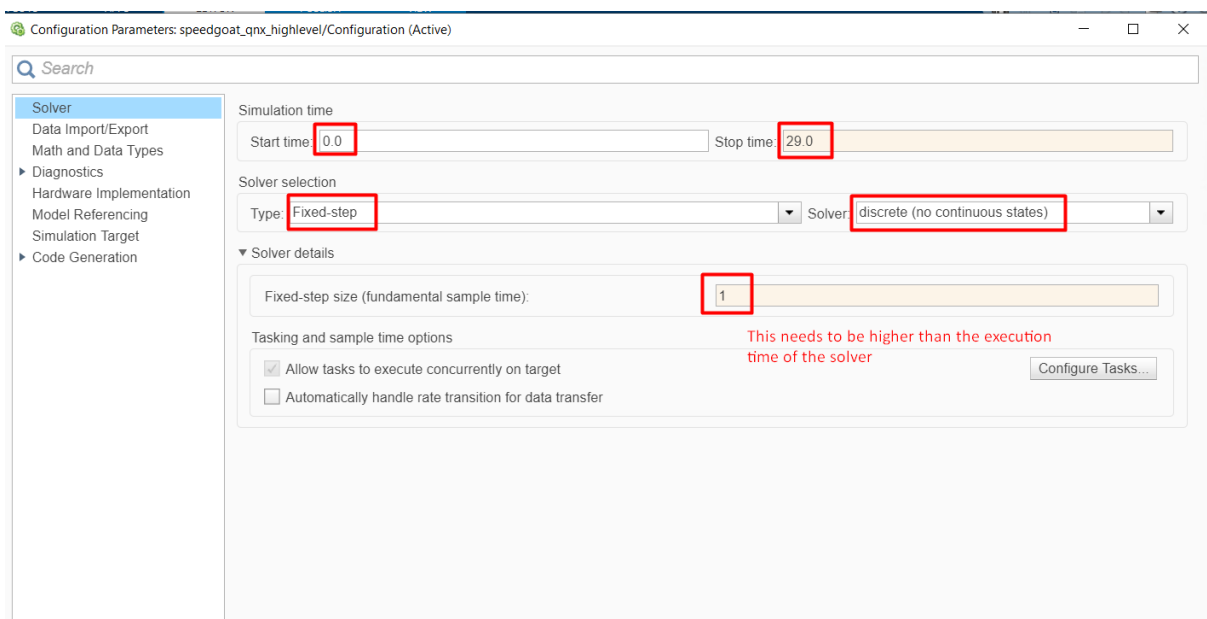 Configuration Parameters: speedgoat_qnx_highlevel/Configuration (Active)
Search
Solver
Data Import/Export
Math and Data Types
Diagnostics
Hardware Implementation
Model Referencing
Simulation Target
Code Generation
Simulation time
Start time: 0.0 Stop time: 29.0
Solver selection
Type: Fixed-step Solver: discrete (no continuous states)
Solver details
Fixed-step size (fundamental sample time): 1
Tasking and sample time options
This needs to be higher than the execution
time of the solver
Allow tasks to execute concurrently on target Configure Tasks...
Automatically handle rate transition for data transfer